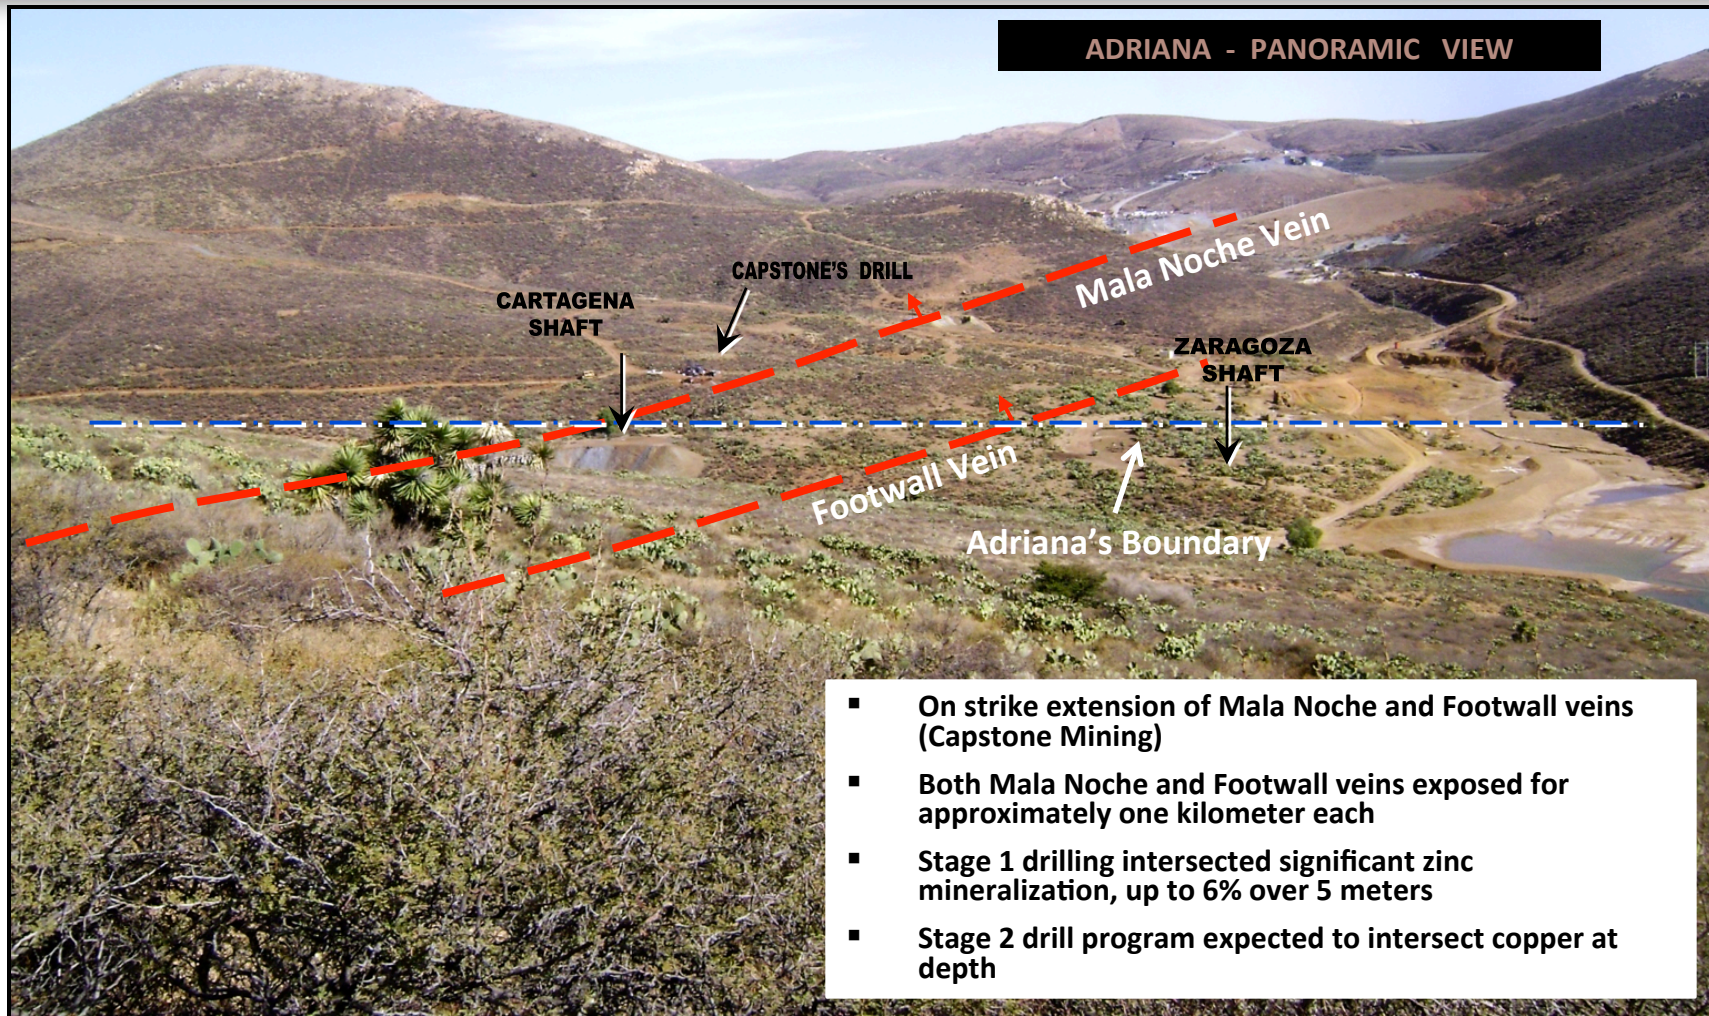 ADRIANA - PANORAMIC VIEW
Mala Noche Vein
CAPSTONE'S DRILL
CARTAGENA
SHAFT
ZARAGOZA
SHAFT
Footwall Vein
Adriana's Boundary
▪ On strike extension of Mala Noche and Footwall veins
(Capstone Mining)
▪ Both Mala Noche and Footwall veins exposed for
approximately one kilometer each
▪ Stage 1 drilling intersected significant zinc
mineralization, up to 6% over 5 meters
▪ Stage 2 drill program expected to intersect copper at
depth